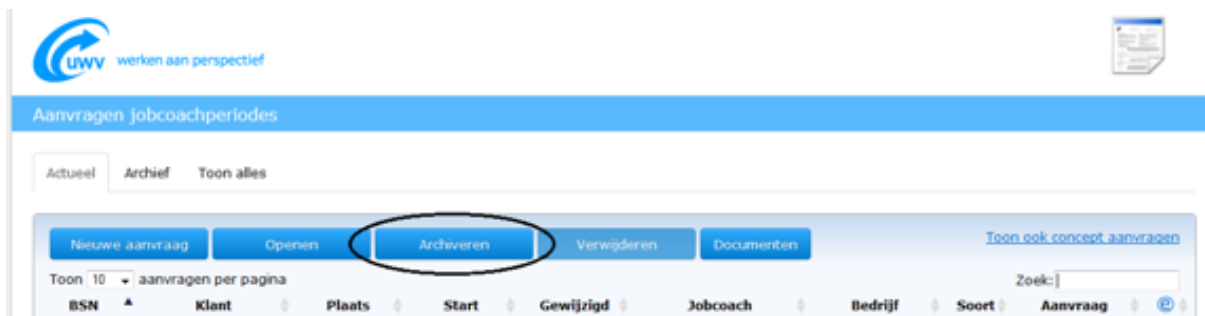 UWV werken aan perspectief
Aanvragen jobcoachperiodes
Actueel Archief Toon alles
Nieuwe aanvraag Openen Archiveren Verwijderen Documenten Toon ook concept aanvragen
Toon 10 aanvragen per pagina Zoek:
BSN Klant Plaats Start Gewijzigd Jobcoach Bedrijf Soort Aanvraag e